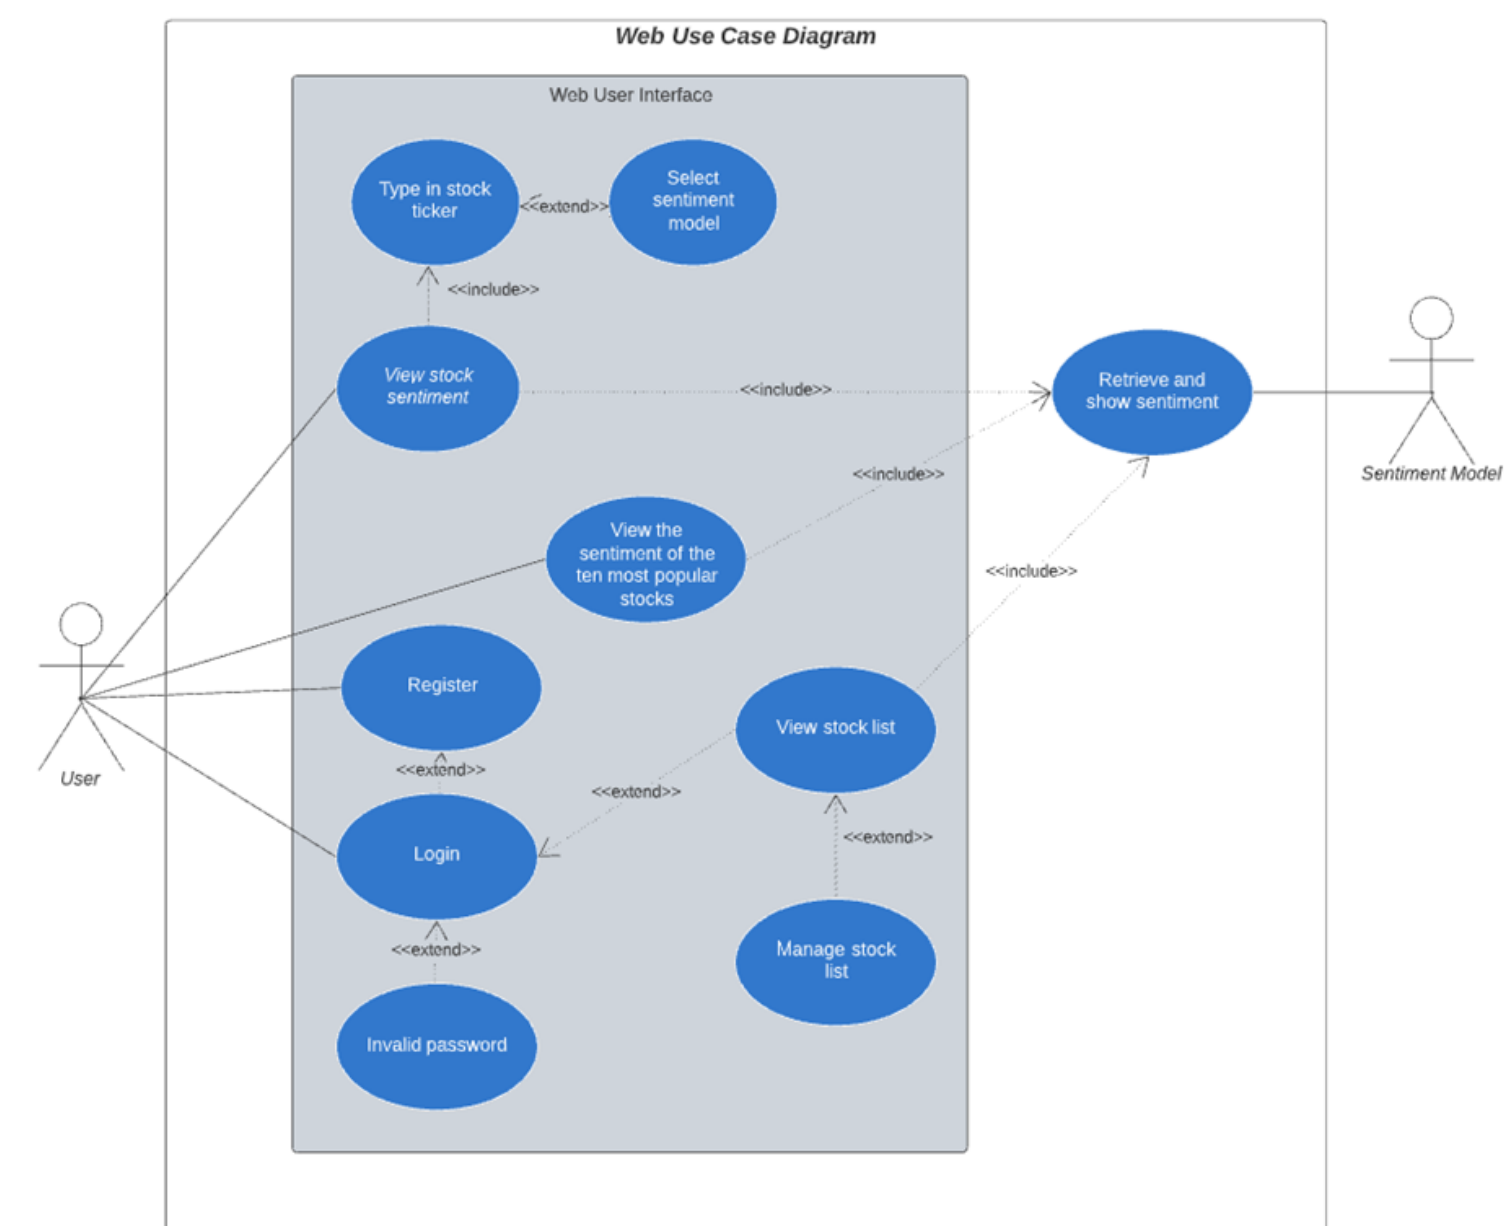 Web Use Case Diagram
Web User Interface
Type in stock
ticker
<<extend>>
Select
sentiment
model
<<include>>
View stock
sentiment
<<include>>
Retrieve and
show sentiment
Sentiment Model
<<include>>
View the
sentiment of the
ten most popular
stocks
<<include>>
User
Register
View stock list
<<extend>>
<<extend>>
Login
<<extend>>
<<extend>>
Manage stock
list
Invalid password